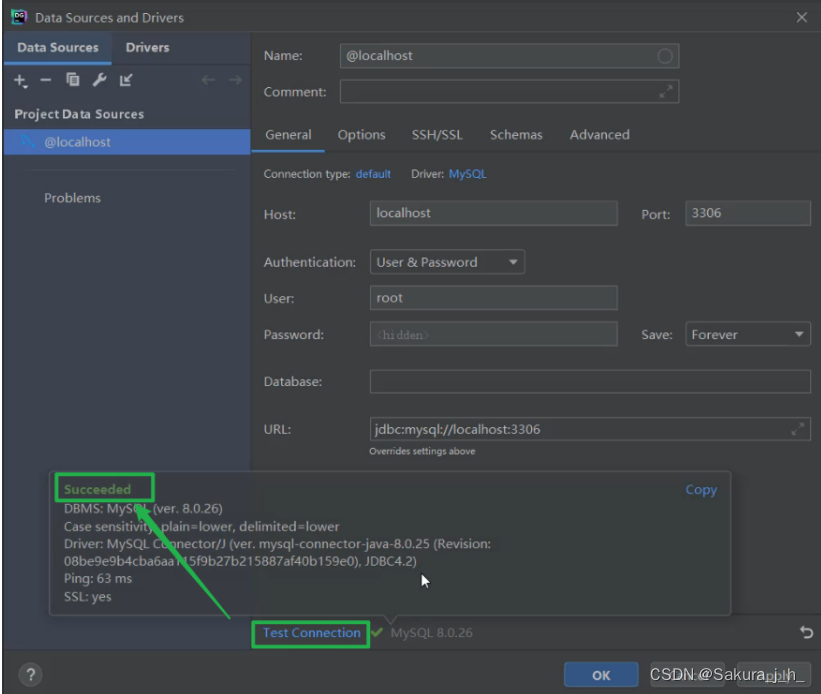 DG Data Sources and Drivers
Data Sources Drivers
Project Data Sources
@localhost
Problems
Name: @localhost
Comment:
General Options SSH/SSL Schemas Advanced
Connection type: default Driver: MySQL
Host: localhost Port: 3306
Authentication: User & Password
User: root
Password: <hidden> Save: Forever
Database:
URL: jdbc:mysql://localhost:3306
Overrides settings above
Succeeded Copy
DBMS: MySQL (ver. 8.0.26)
Case sensitivity: plain=lower, delimited=lower
Driver: MySQL Connector/J (ver. mysql-connector-java-8.0.25 (Revision:
08be9e9b4cba6aa115f9b27b215887af40b159e0), JDBC4.2)
Ping: 63 ms
SSL: yes
Test Connection MySQL 8.0.26
? OK
CSDN @Sakura_j_h_